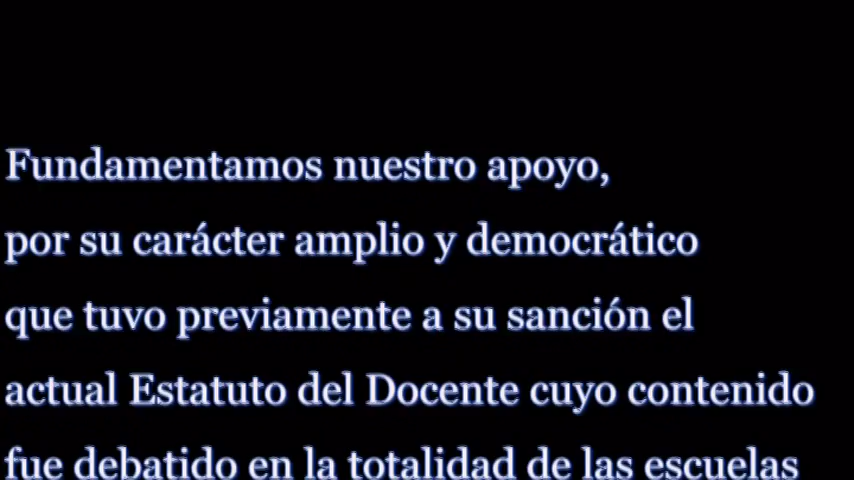 Fundamentamos nuestro apoyo,
por su carácter amplio y democrático
que tuvo previamente a su sanción el
actual Estatuto del Docente cuyo contenido
fue debatido en la totalidad de las escuelas